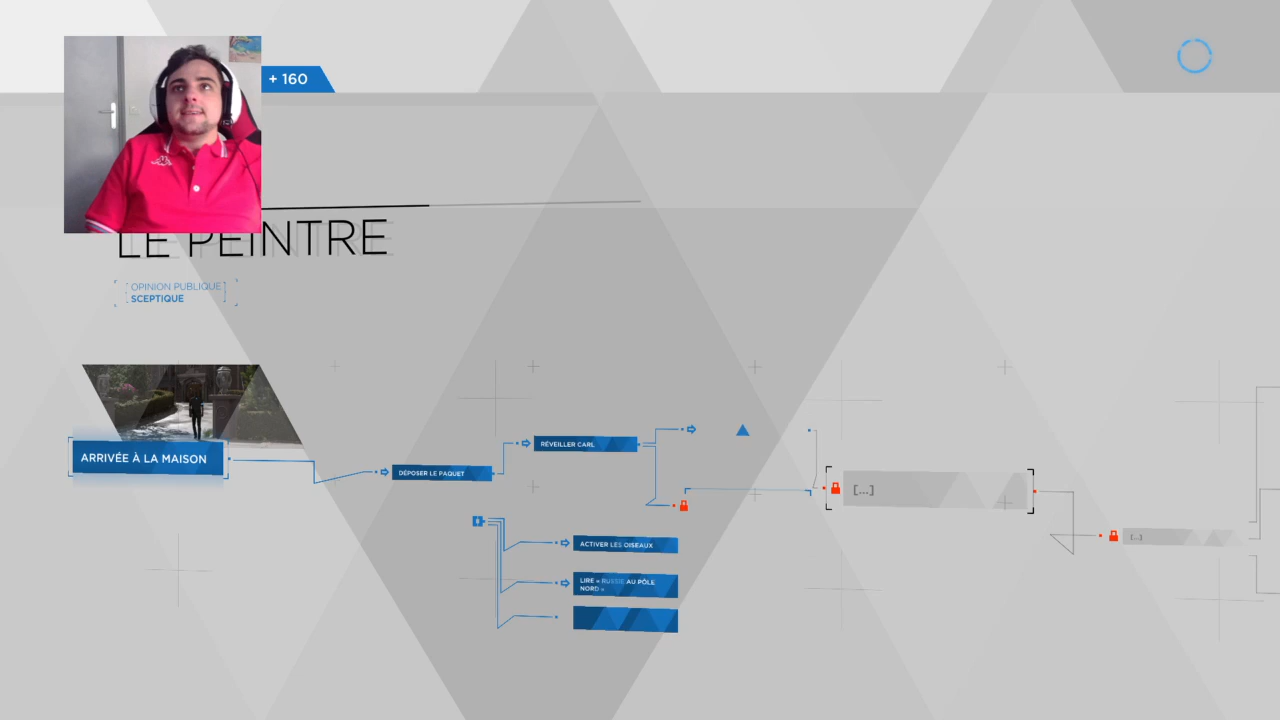 + 160
LE PEINTRE
OPINION PUBLIQUE
SCEPTIQUE
ARRIVÉE À LA MAISON
DÉPOSER LE PAQUET
RÉVEILLER CARL
[...]
[...]
ACTIVER LES OISEAUX
LIRE « RUSSIE AU PÔLE
NORD »